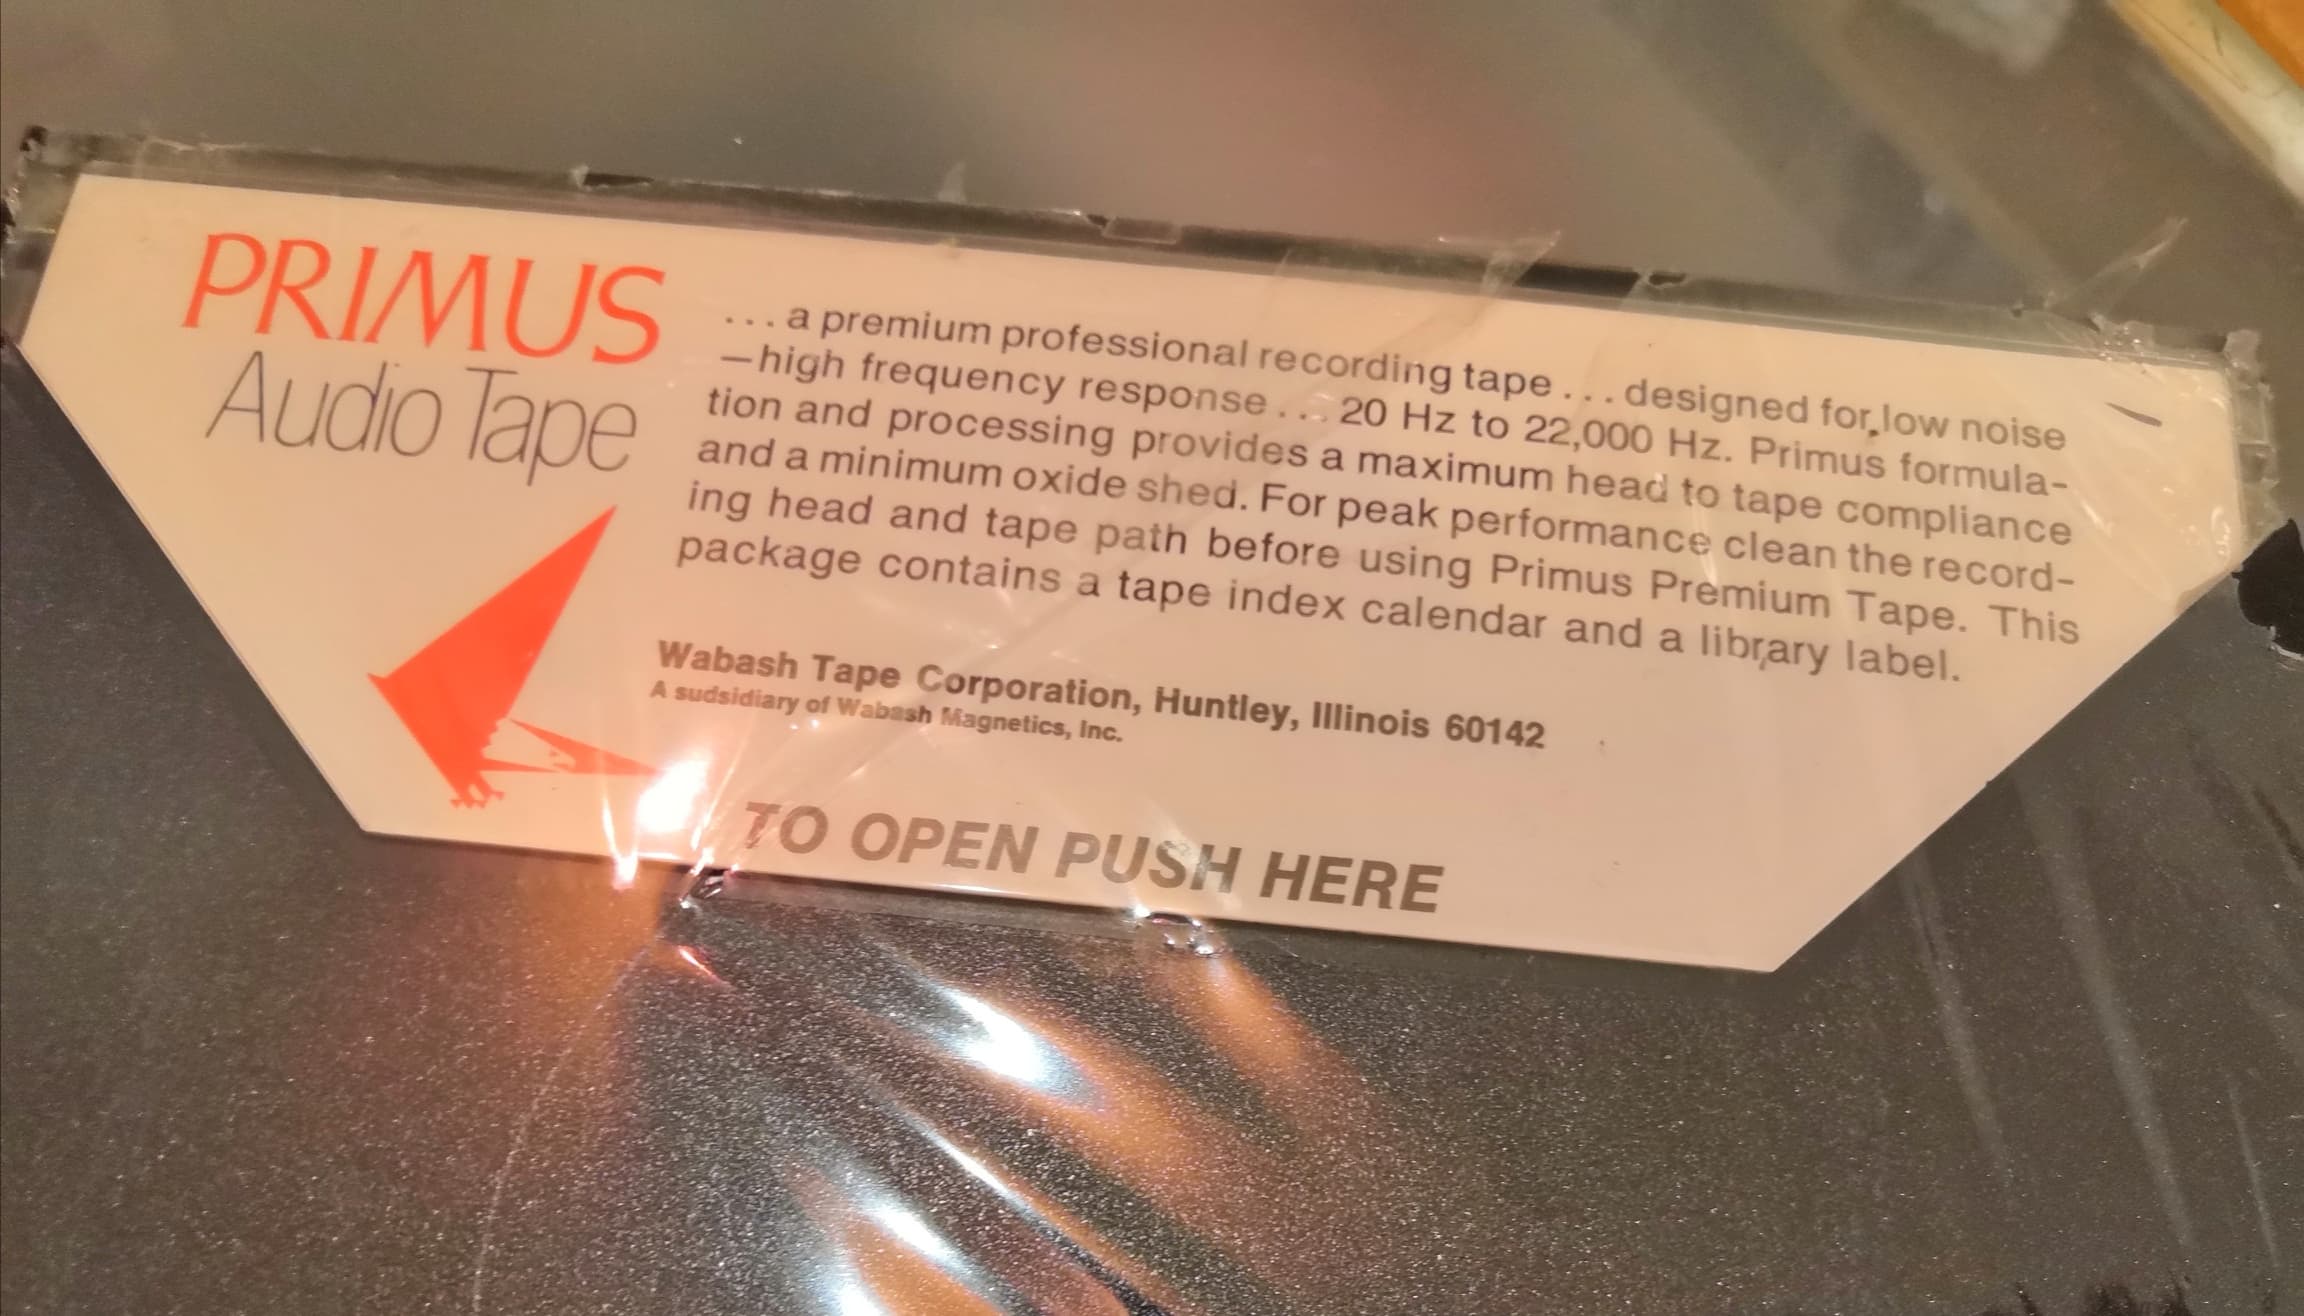 PRIMUS
Audio Tape
... a premium professional recording tape ... designed for low noise
—high frequency response ... 20 Hz to 22,000 Hz. Primus formula-
tion and processing provides a maximum head to tape compliance
and a minimum oxide shed. For peak performance clean the record-
ing head and tape path before using Primus Premium Tape. This
package contains a tape index calendar and a library label.
Wabash Tape Corporation, Huntley, Illinois 60142
A sudsidiary of Wabash Magnetics, Inc.
TO OPEN PUSH HERE